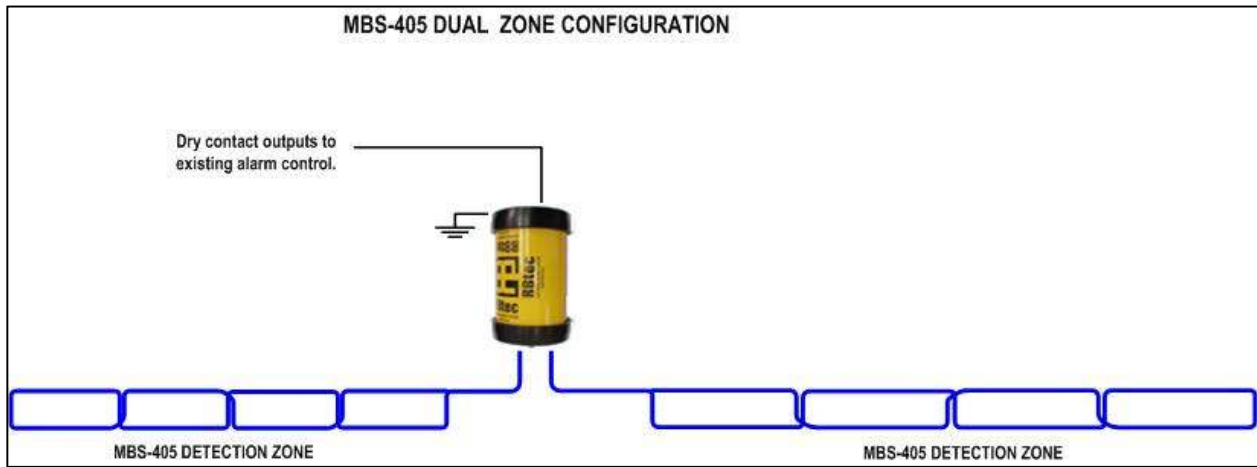 MBS-405 DUAL ZONE CONFIGURATION
Dry contact outputs to
existing alarm control.
RBtec
MBS-405 DETECTION ZONE
MBS-405 DETECTION ZONE